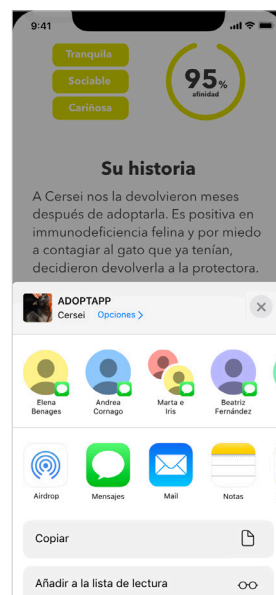 9:41
Tranquila
Sociable
Cariñosa
95%
afinidad
Su historia
A Cersei nos la devolvieron meses
después de adoptarla. Es positiva en
immunodeficiencia felina y por miedo
a contagiar al gato que ya tenían,
decidieron devolverla a la protectora.
ADOPTAPP
Cersei Opciones >
Elena
Benages
Andrea
Cornago
Marta e
Iris
Beatriz
Fernández
Airdrop
Mensajes
Mail
Notas
Copiar
Añadir a la lista de lectura